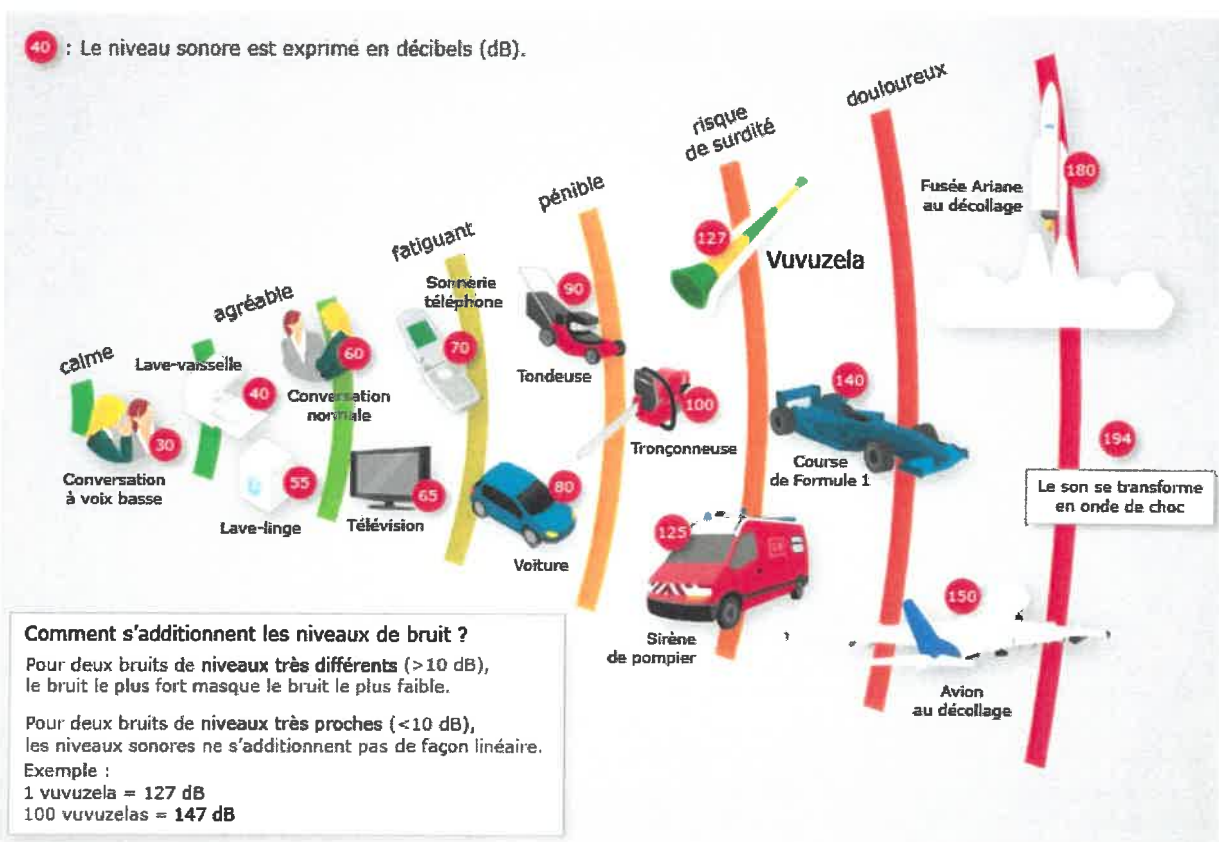 40 : Le niveau sonore est exprimé en décibels (dB).
calme
agréable
fatiguant
pénible
risque
de surdité
douloureux
30
Conversation
à voix basse
Lave-vaisselle
40
55
Lave-linge
60
Conversation
normale
65
Télévision
Sonnerie
téléphone
70
80
Voiture
90
Tondeuse
100
Tronçonneuse
127
Vuvuzela
125
Sirène
de pompier
140
Course
de Formule 1
150
Avion
au décollage
Fusée Ariane
au décollage
180
194
Le son se transforme
en onde de choc
Comment s'additionnent les niveaux de bruit ?
Pour deux bruits de niveaux très différents (>10 dB),
le bruit le plus fort masque le bruit le plus faible.
Pour deux bruits de niveaux très proches (<10 dB),
les niveaux sonores ne s'additionnent pas de façon linéaire.
Exemple :
1 vuvuzela = 127 dB
100 vuvuzelas = 147 dB